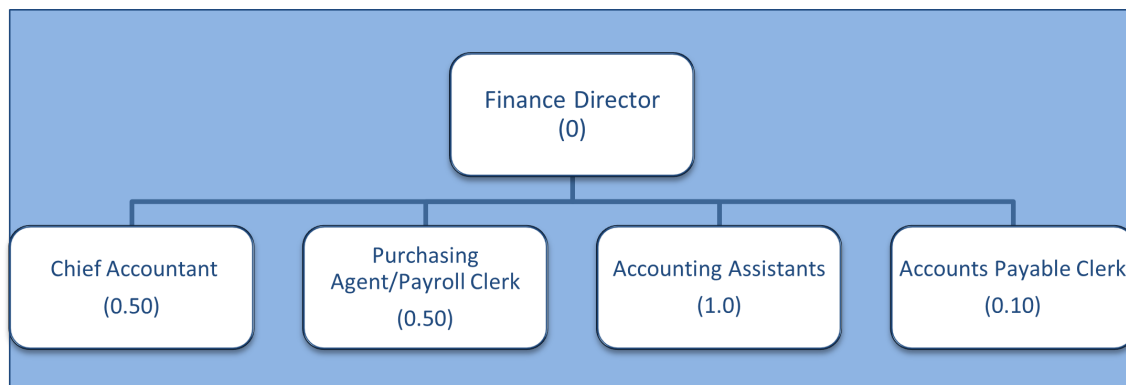 Finance Director
(0)
Chief Accountant
(0.50)
Purchasing
Agent/Payroll Clerk
(0.50)
Accounting Assistants
(1.0)
Accounts Payable Clerk
(0.10)